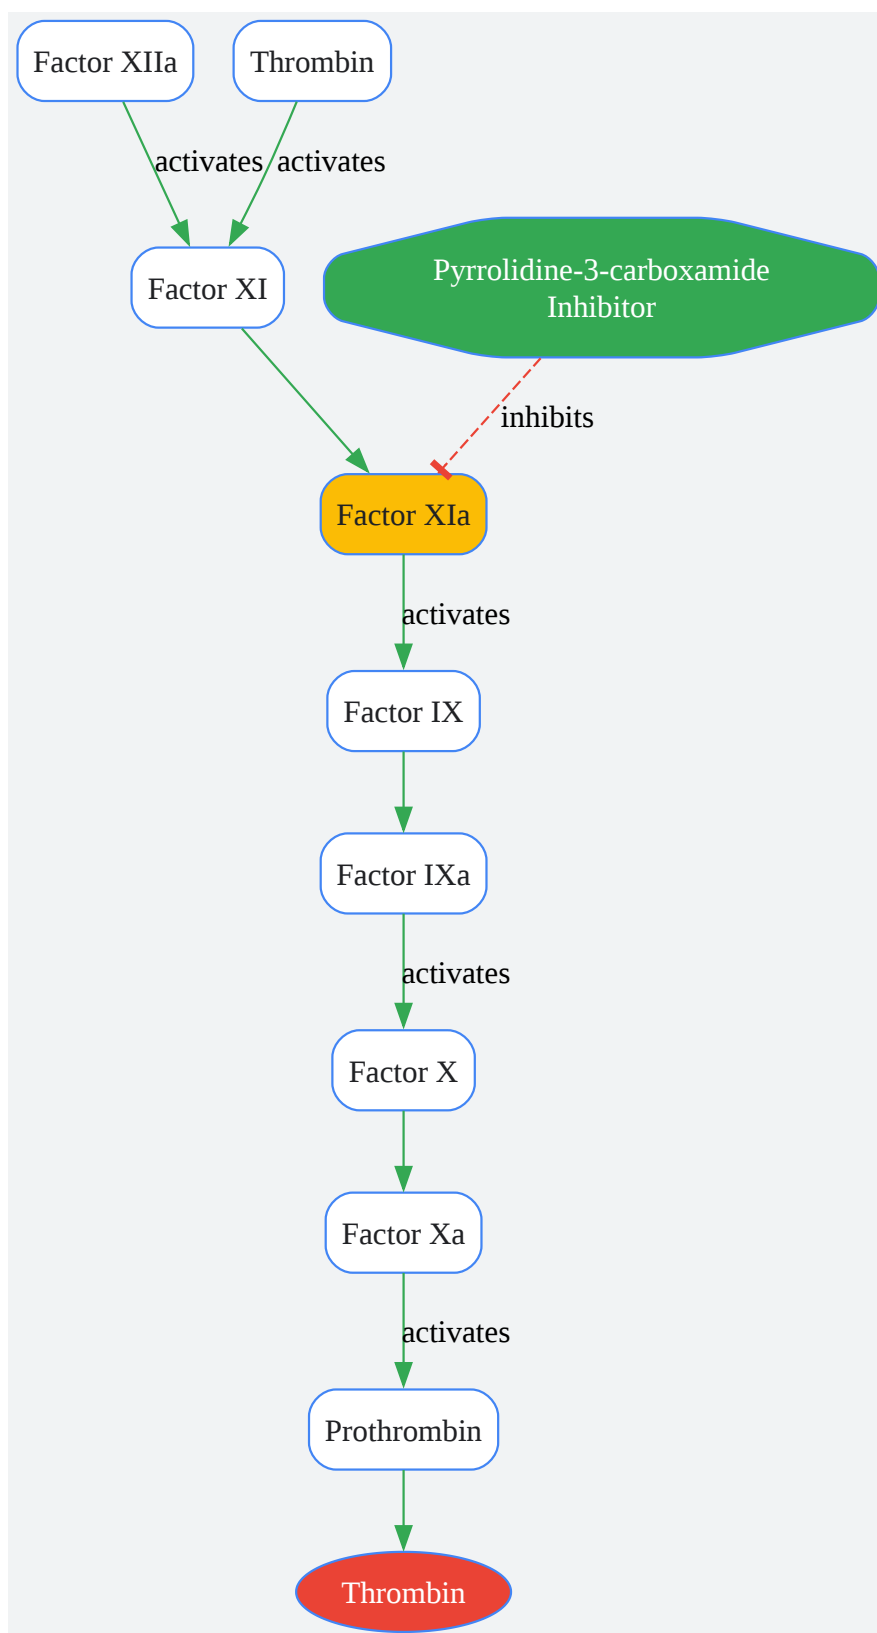 Factor XIIa
Thrombin
activates
activates
Factor XI
Pyrrolidine-3-carboxamide
Inhibitor
inhibits
Factor XIa
activates
Factor IX
Factor IXa
activates
Factor X
Factor Xa
activates
Prothrombin
Thrombin